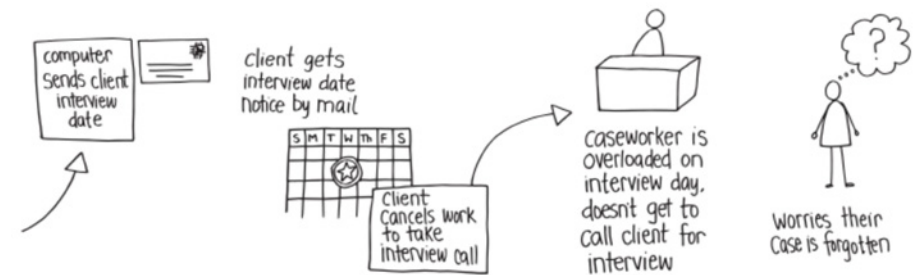 computer
sends client
interview
date
client gets
interview date
notice by mail
S M T W Th F S
client
cancels work
to take
interview call
caseworker is
overloaded on
interview day,
doesn't get to
call client for
interview
?
worries their
case is forgotten